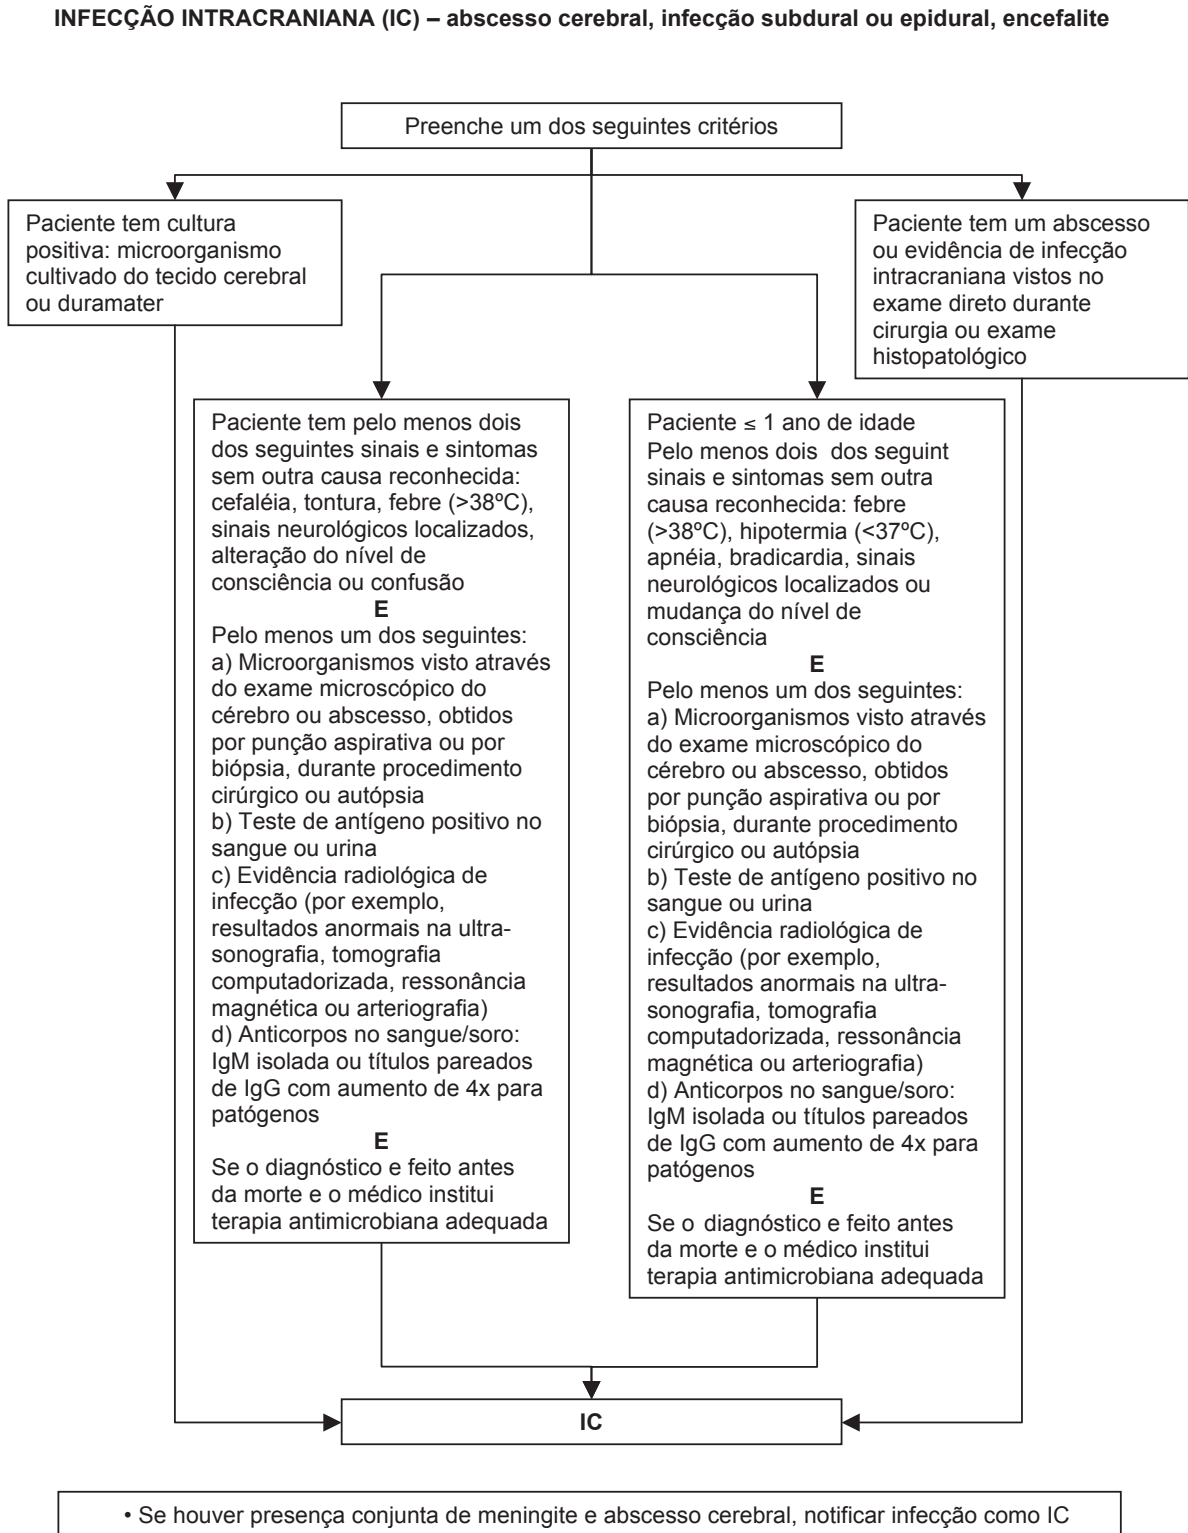 INFECÇÃO INTRACRANIANA (IC) – abscesso cerebral, infecção subdural ou epidural, encefalite
Preenche um dos seguintes critérios
Paciente tem cultura
positiva: microorganismo
cultivado do tecido cerebral
ou duramater
Paciente tem um abscesso
ou evidência de infecção
intracraniana vistos no
exame direto durante
cirurgia ou exame
histopatológico
Paciente tem pelo menos dois
dos seguintes sinais e sintomas
sem outra causa reconhecida:
cefaléia, tontura, febre (>38ºC),
sinais neurológicos localizados,
alteração do nível de
consciência ou confusão
E
Pelo menos um dos seguintes:
a) Microorganismos visto através
do exame microscópico do
cérebro ou abscesso, obtidos
por punção aspirativa ou por
biópsia, durante procedimento
cirúrgico ou autópsia
b) Teste de antígeno positivo no
sangue ou urina
c) Evidência radiológica de
infecção (por exemplo,
resultados anormais na ultra-
sonografia, tomografia
computadorizada, ressonância
magnética ou arteriografia)
d) Anticorpos no sangue/soro:
IgM isolada ou títulos pareados
de IgG com aumento de 4x para
patógenos
E
Se o diagnóstico e feito antes
da morte e o médico institui
terapia antimicrobiana adequada
Paciente ≤ 1 ano de idade
Pelo menos dois dos seguint
sinais e sintomas sem outra
causa reconhecida: febre
(>38ºC), hipotermia (<37ºC),
apnéia, bradicardia, sinais
neurológicos localizados ou
mudança do nível de
consciência
E
Pelo menos um dos seguintes:
a) Microorganismos visto através
do exame microscópico do
cérebro ou abscesso, obtidos
por punção aspirativa ou por
biópsia, durante procedimento
cirúrgico ou autópsia
b) Teste de antígeno positivo no
sangue ou urina
c) Evidência radiológica de
infecção (por exemplo,
resultados anormais na ultra-
sonografia, tomografia
computadorizada, ressonância
magnética ou arteriografia)
d) Anticorpos no sangue/soro:
IgM isolada ou títulos pareados
de IgG com aumento de 4x para
patógenos
E
Se o diagnóstico e feito antes
da morte e o médico institui
terapia antimicrobiana adequada
IC
• Se houver presença conjunta de meningite e abscesso cerebral, notificar infecção como IC